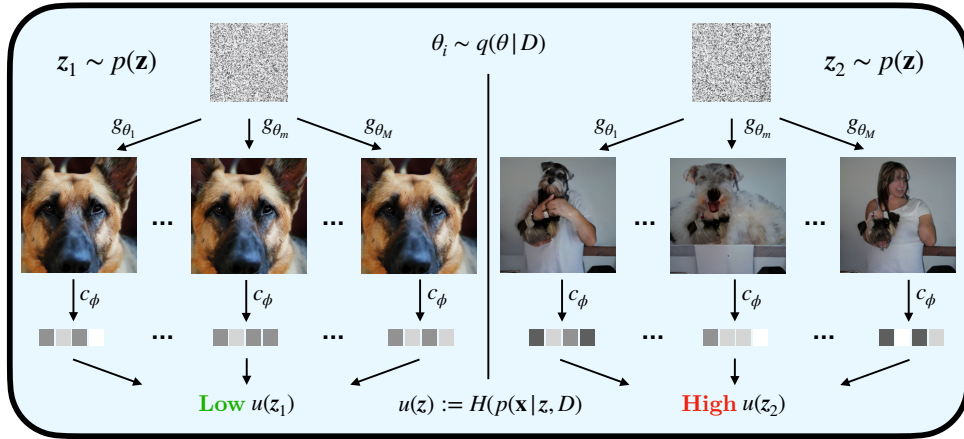 z₁ ∼ p(z)
θᵢ ∼ q(θ|D)
z₂ ∼ p(z)
g_θ₁ g_θₘ g_θ_M
g_θ₁ g_θₘ g_θ_M
... ...
... ...
c_ϕ c_ϕ c_ϕ
c_ϕ c_ϕ c_ϕ
... ...
... ...
Low u(z₁)
u(z) := H(p(x|z, D)
High u(z₂)